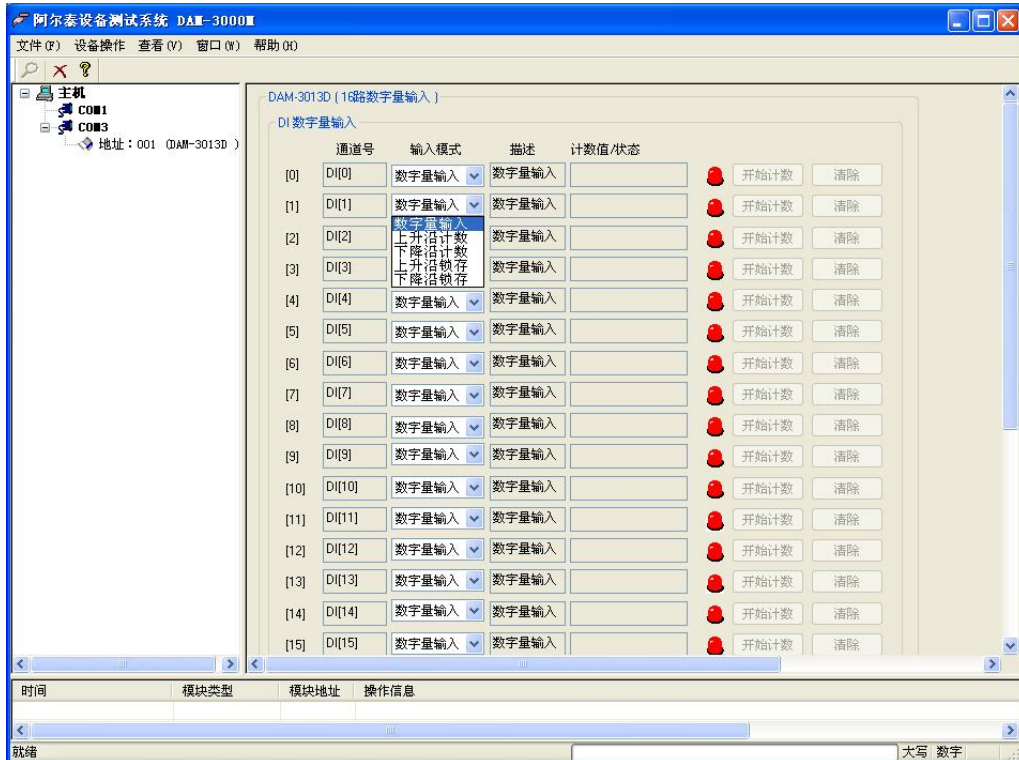 阿尔泰设备测试系统 DAM-3000M
文件(F) 设备操作 查看(V) 窗口(W) 帮助(H)
主机
COM1
COM3
地址：001 (DAM-3013D )
DAM-3013D ( 16路数字量输入 )
DI 数字量输入
通道号 输入模式 描述 计数值/状态
[0] DI[0] 数字量输入 数字量输入 开始计数 清除
[1] DI[1] 数字量输入 数字量输入 开始计数 清除
数字量输入
上升沿计数
下降沿计数
上升沿锁存
下降沿锁存
[2] DI[2] 数字量输入 开始计数 清除
[3] DI[3] 数字量输入 开始计数 清除
[4] DI[4] 数字量输入 数字量输入 开始计数 清除
[5] DI[5] 数字量输入 数字量输入 开始计数 清除
[6] DI[6] 数字量输入 数字量输入 开始计数 清除
[7] DI[7] 数字量输入 数字量输入 开始计数 清除
[8] DI[8] 数字量输入 数字量输入 开始计数 清除
[9] DI[9] 数字量输入 数字量输入 开始计数 清除
[10] DI[10] 数字量输入 数字量输入 开始计数 清除
[11] DI[11] 数字量输入 数字量输入 开始计数 清除
[12] DI[12] 数字量输入 数字量输入 开始计数 清除
[13] DI[13] 数字量输入 数字量输入 开始计数 清除
[14] DI[14] 数字量输入 数字量输入 开始计数 清除
[15] DI[15] 数字量输入 数字量输入 开始计数 清除
时间 模块类型 模块地址 操作信息
就绪 大写 数字